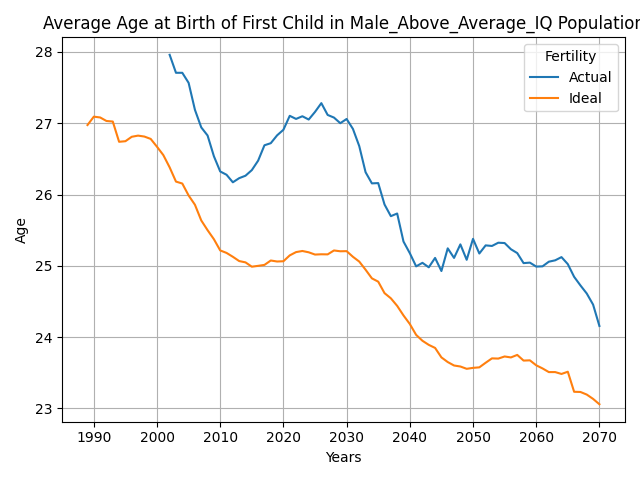 Average Age at Birth of First Child in Male_Above_Average_IQ Population
Fertility
Actual
Ideal
Age
28
27
26
25
24
23
1990
2000
2010
2020
2030
2040
2050
2060
2070
Years